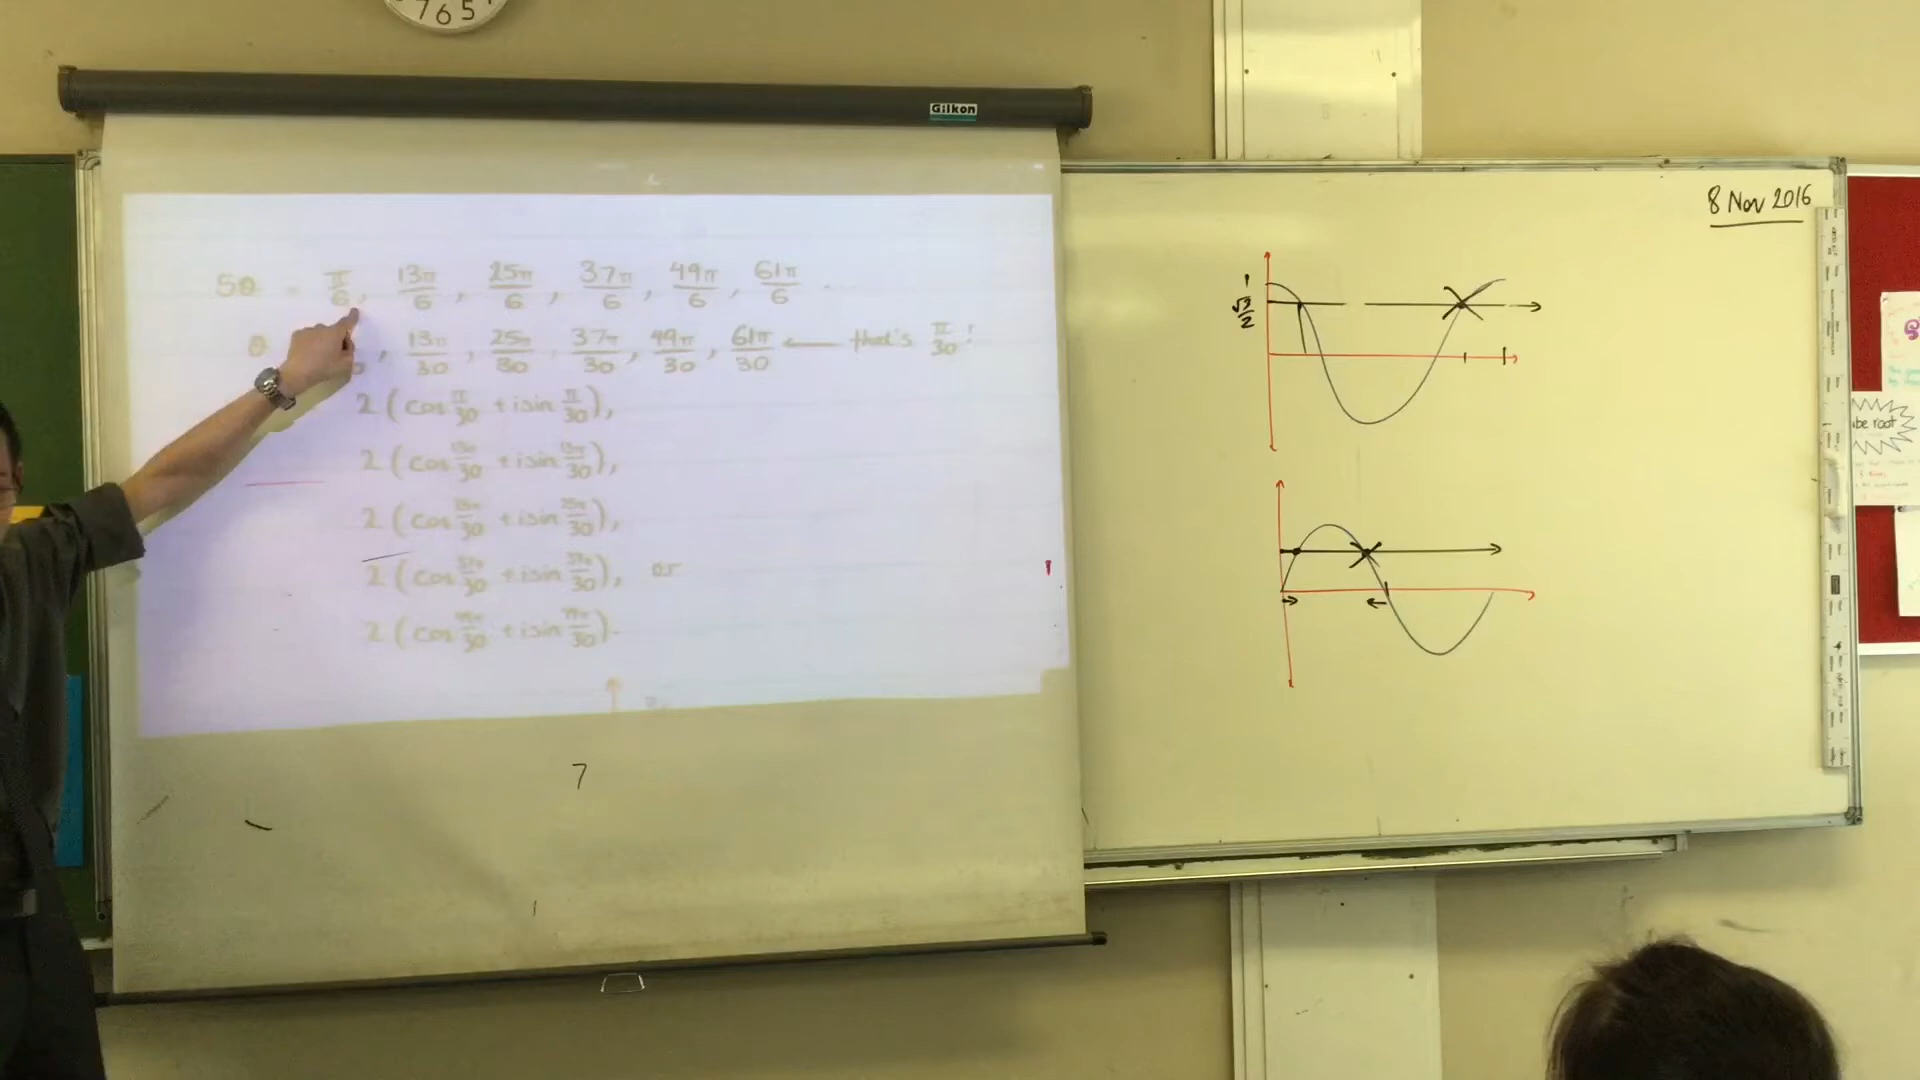 765
Gilkon
5θ = π/6, 13π/6, 25π/6, 37π/6, 49π/6, 61π/6 ...
θ , 13π/30, 25π/30, 37π/30, 49π/30, 61π/30 ← that's π/30!
2 (cos π/30 + i sin π/30),
2 (cos 13π/30 + i sin 13π/30),
2 (cos 25π/30 + i sin 25π/30),
2 (cos 37π/30 + i sin 37π/30), or
2 (cos 49π/30 + i sin 49π/30).
7
8 Nov 2016
1
√3/2
be root